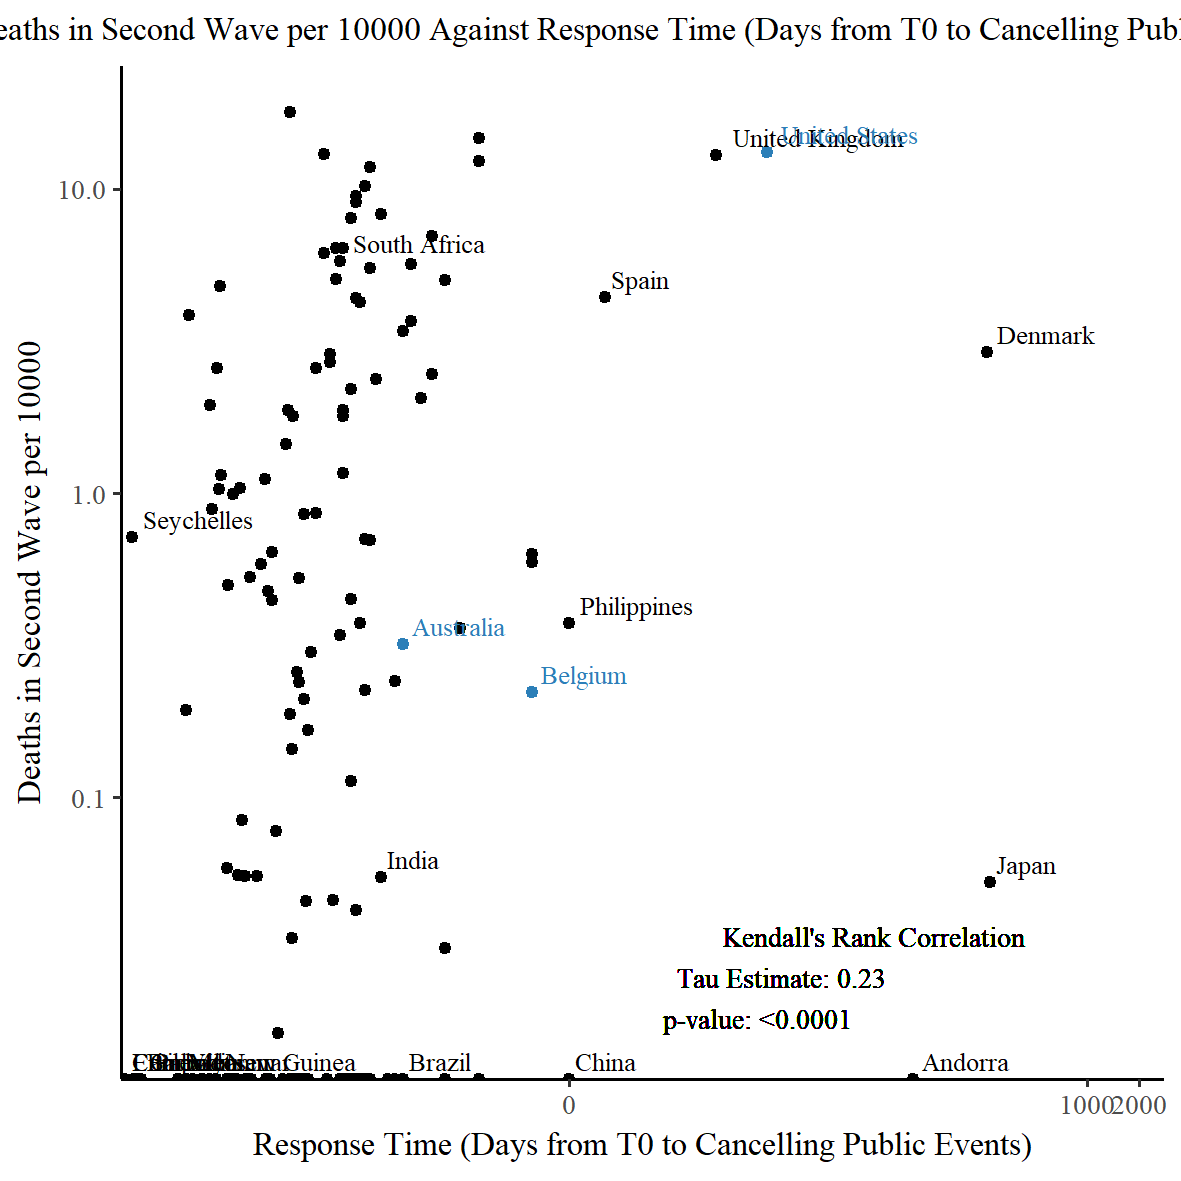 eaths in Second Wave per 10000 Against Response Time (Days from T0 to Cancelling Publ
United States
United Kingdom
10.0
South Africa
Spain
Denmark
1.0
Seychelles
Philippines
Australia
Belgium
0.1
India
Japan
Kendall's Rank Correlation
Tau Estimate: 0.23
p-value: <0.0001
Guinea
Brazil
China
Andorra
0
1000
2000
Response Time (Days from T0 to Cancelling Public Events)
Deaths in Second Wave per 10000